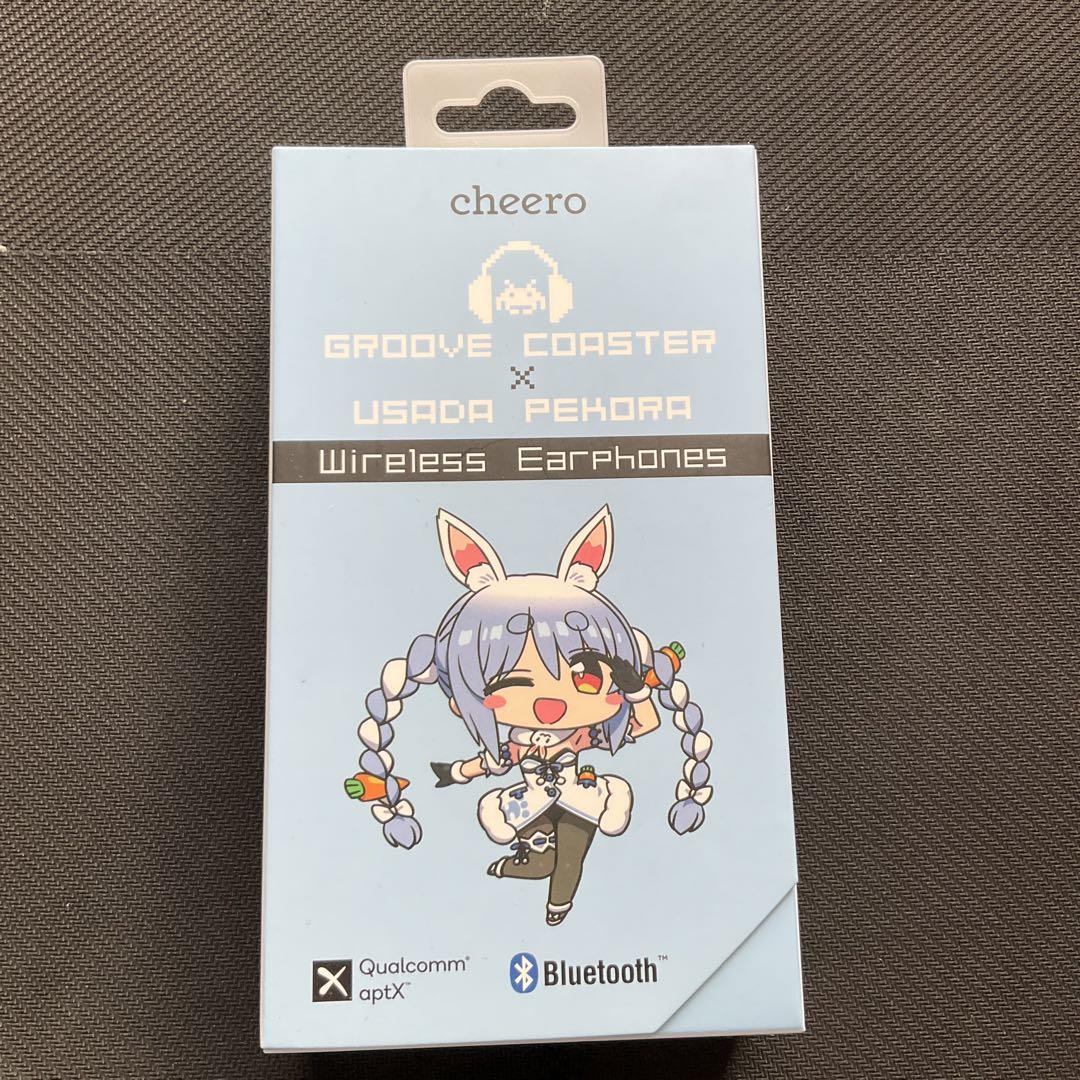 cheero
GROOVE COASTER
×
USADA PEKORA
Wireless Earphones
Qualcomm®
aptX™
Bluetooth™